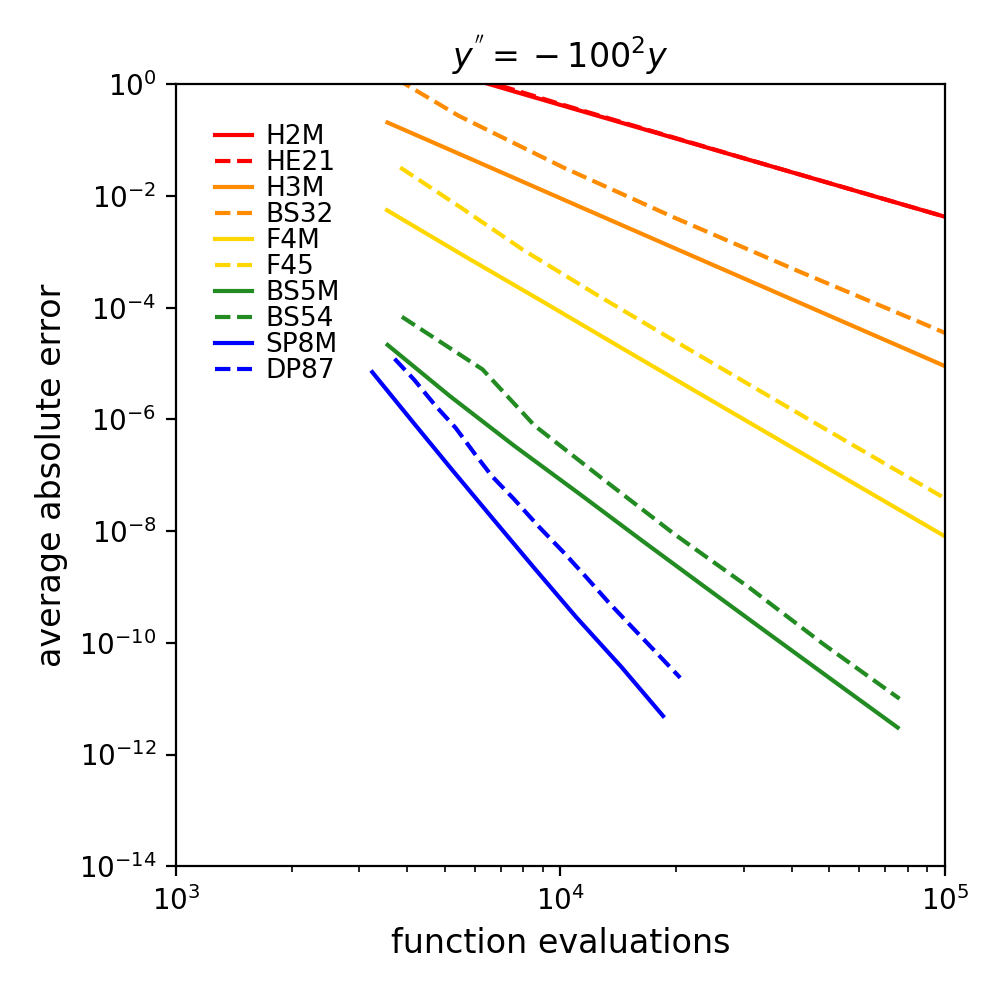 y″ = −100²y
10⁰
10⁻²
10⁻⁴
10⁻⁶
10⁻⁸
10⁻¹⁰
10⁻¹²
10⁻¹⁴
average absolute error
H2M
HE21
H3M
BS32
F4M
F45
BS5M
BS54
SP8M
DP87
10³ 10⁴ 10⁵
function evaluations